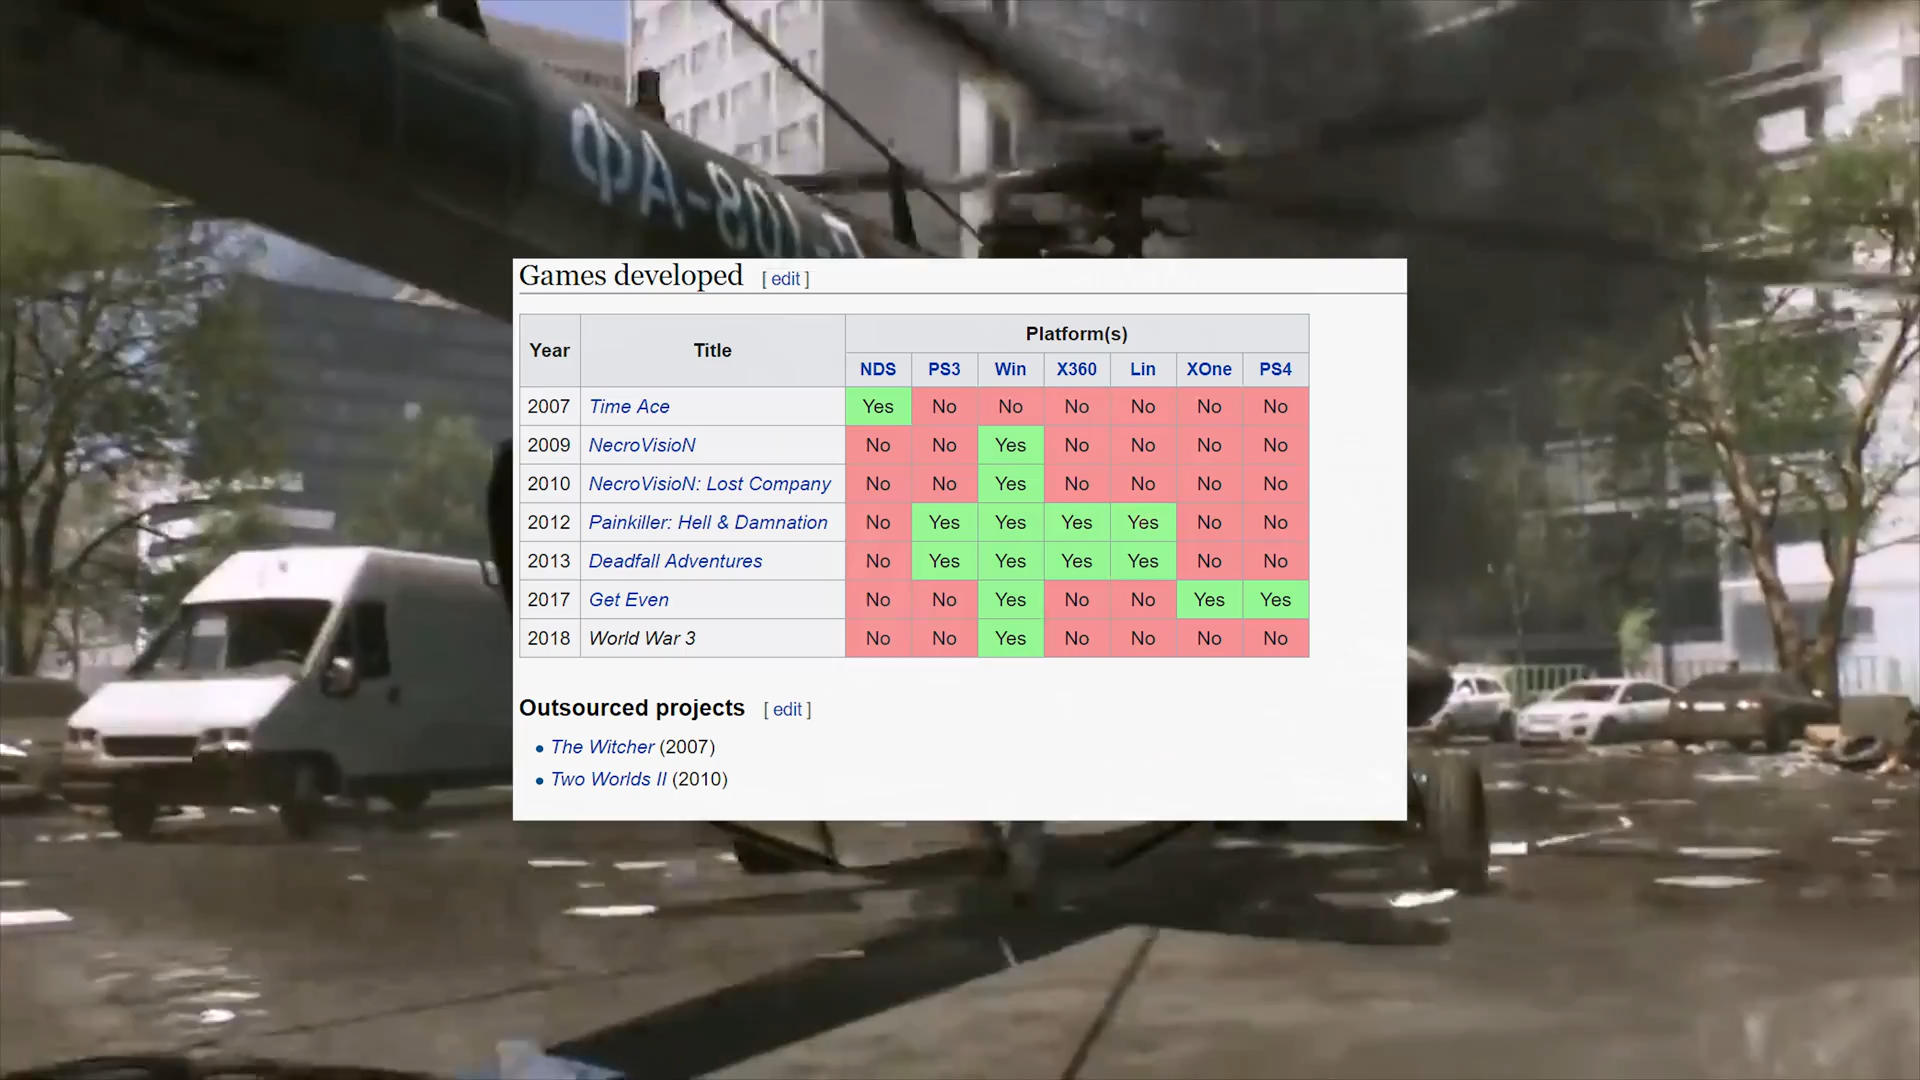 ФА-801-П
Games developed [ edit ]
Year Title Platform(s)
NDS PS3 Win X360 Lin XOne PS4
2007 Time Ace Yes No No No No No No
2009 NecroVisioN No No Yes No No No No
2010 NecroVisioN: Lost Company No No Yes No No No No
2012 Painkiller: Hell & Damnation No Yes Yes Yes Yes No No
2013 Deadfall Adventures No Yes Yes Yes Yes No No
2017 Get Even No No Yes No No Yes Yes
2018 World War 3 No No Yes No No No No
Outsourced projects [ edit ]
• The Witcher (2007)
• Two Worlds II (2010)